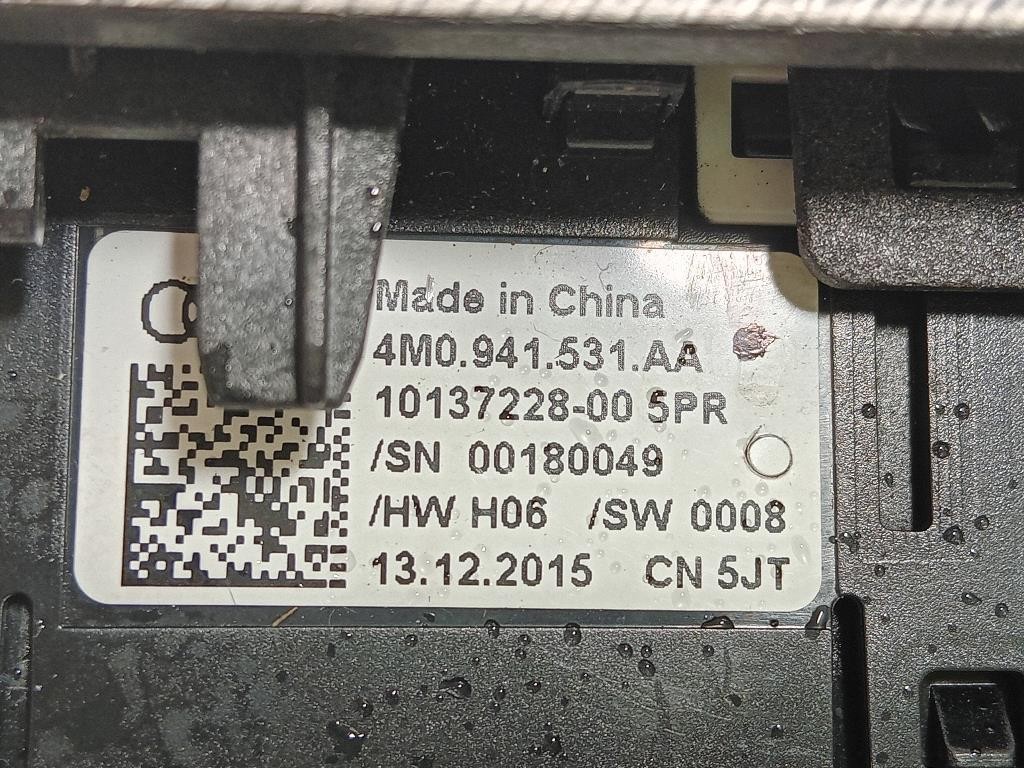 Made in China
4M0.941.531.AA
10137228-00 5PR
/SN 00180049
/HW H06 /SW 0008
13.12.2015 CN 5JT